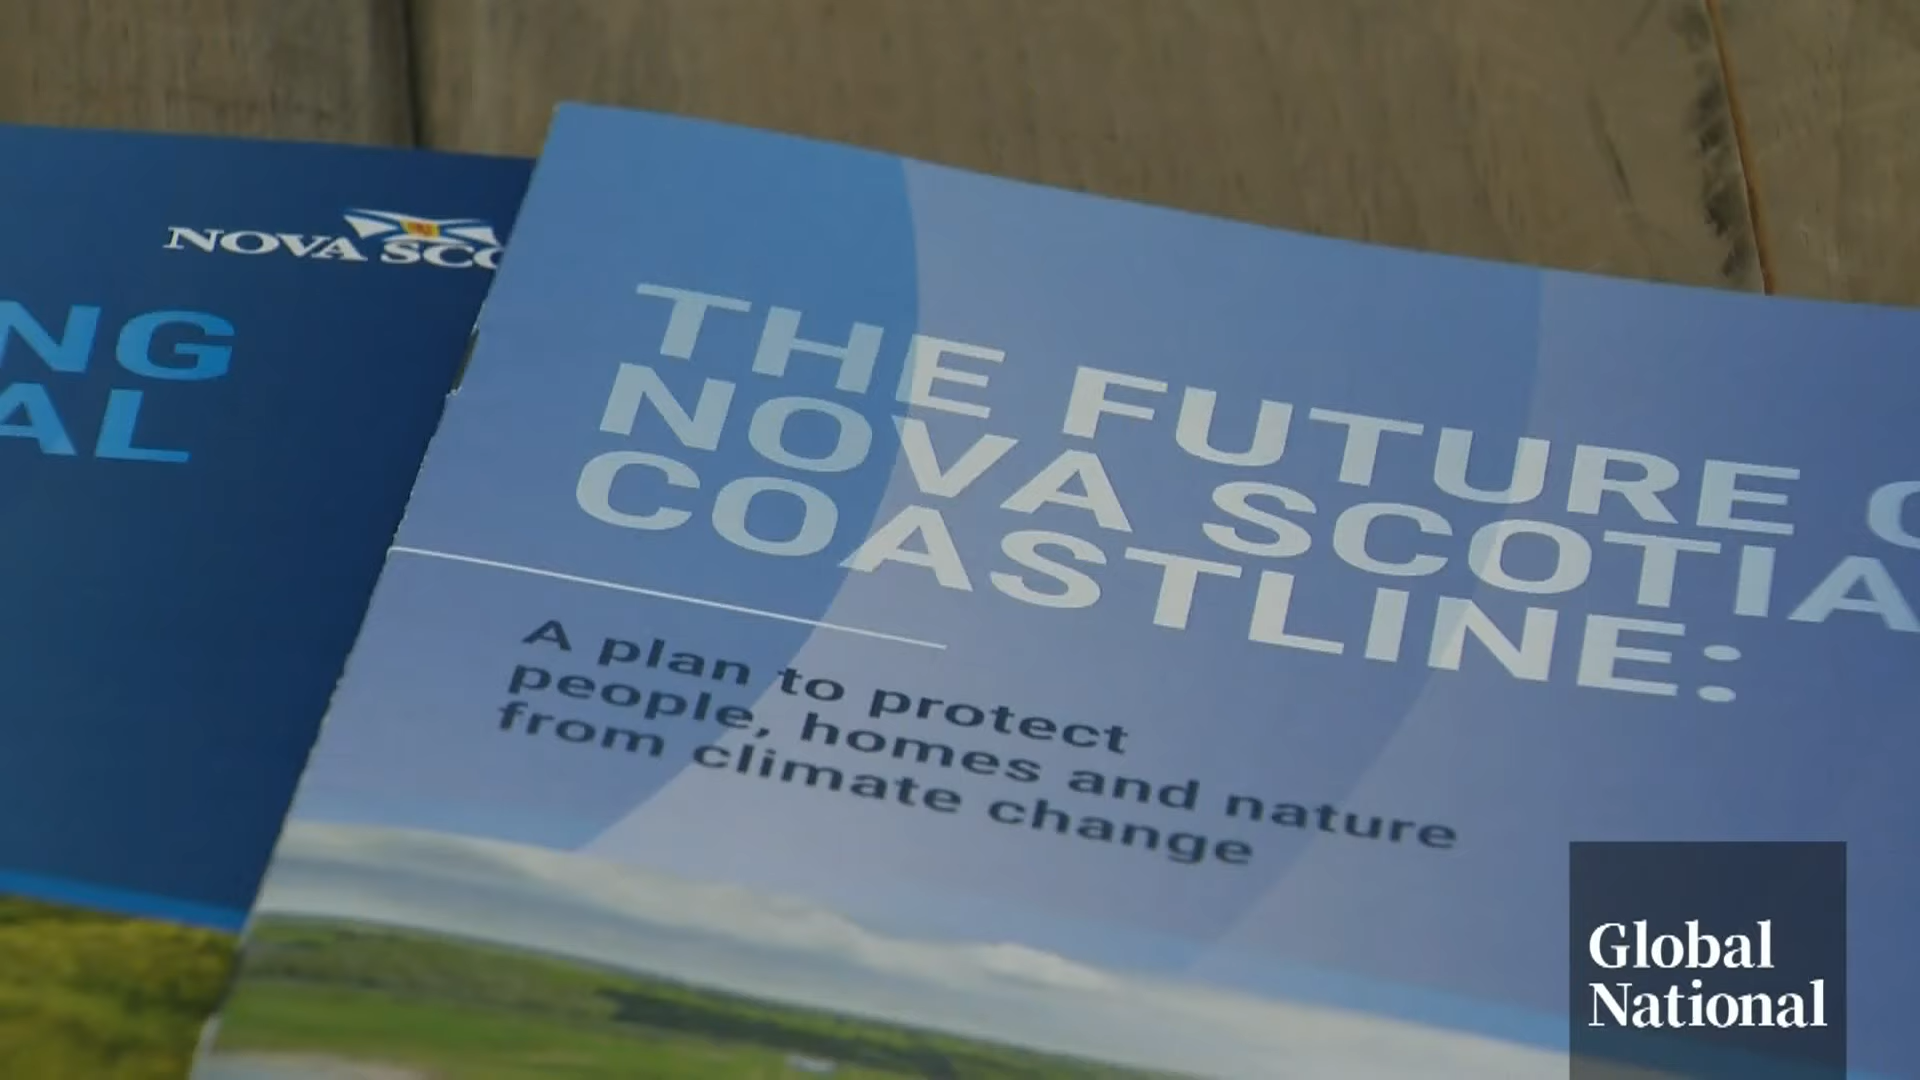 NOVA SCO
NG
AL
THE FUTURE O
NOVA SCOTIA
COASTLINE:
A plan to protect
people, homes and nature
from climate change
Global
National